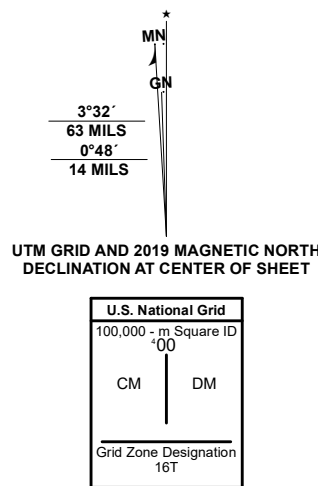 ★
MN
GN
3°32´
63 MILS
0°48´
14 MILS
UTM GRID AND 2019 MAGNETIC NORTH
DECLINATION AT CENTER OF SHEET
U.S. National Grid
100,000 - m Square ID
⁴00
CM DM
Grid Zone Designation
16T